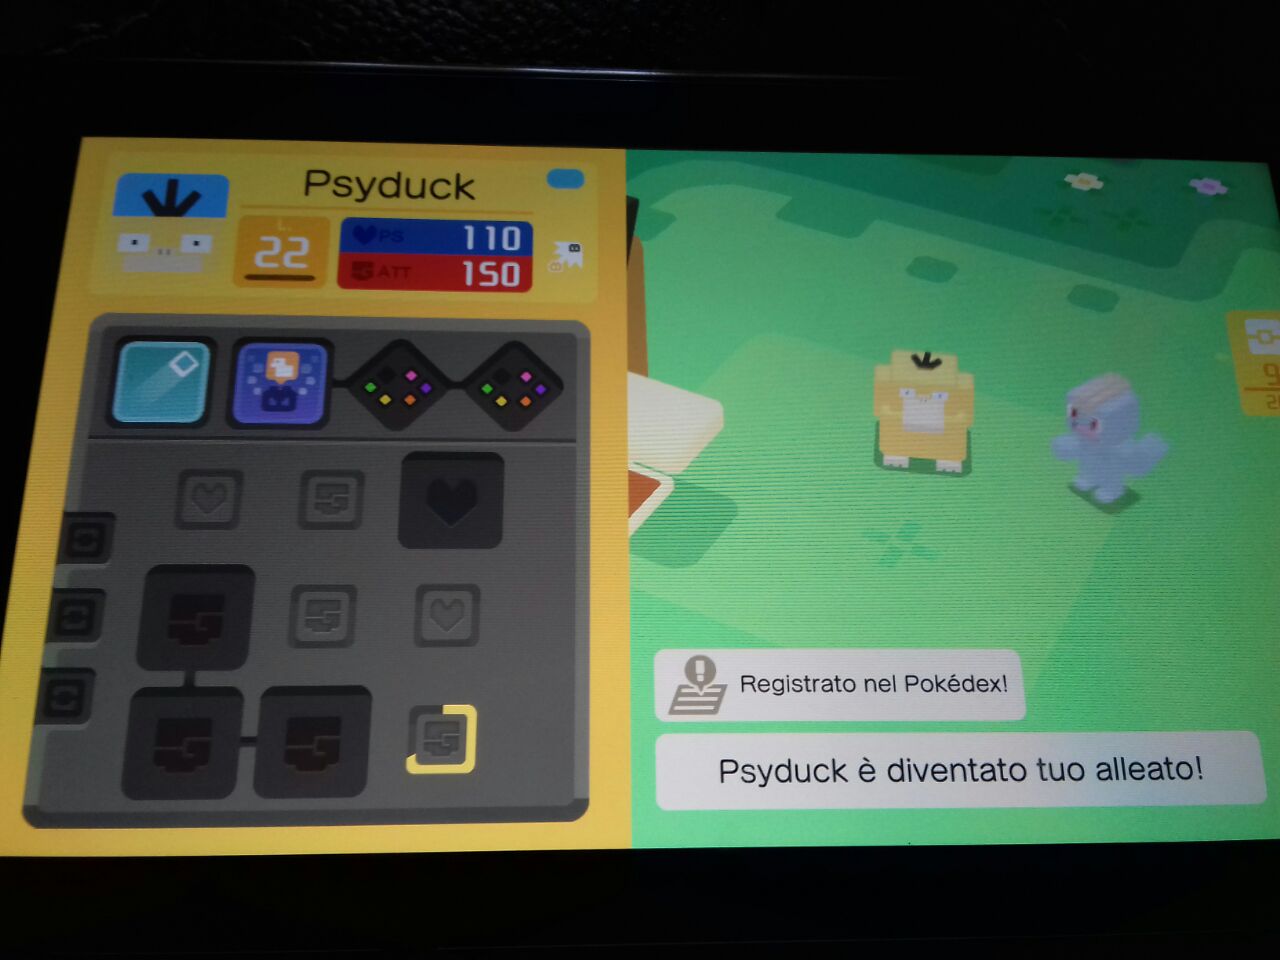 Psyduck
L.
22
PS 110
ATT 150
Registrato nel Pokédex!
Psyduck è diventato tuo alleato!